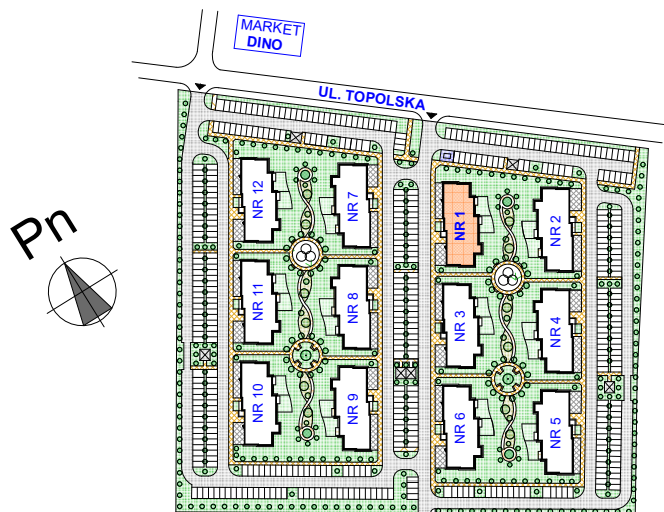 MARKET
DINO
UL. TOPOLSKA
Pn
NR 12
NR 7
NR 1
NR 2
NR 11
NR 8
NR 3
NR 4
NR 10
NR 9
NR 6
NR 5